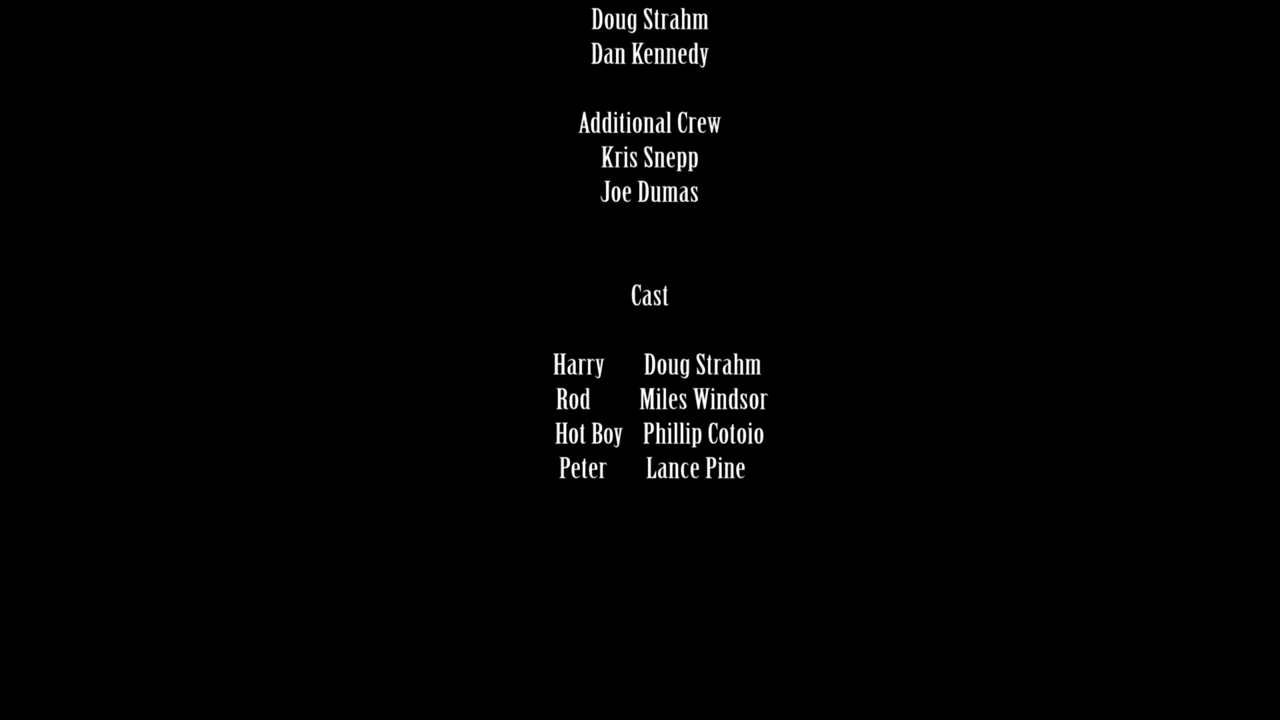 Doug Strahm
Dan Kennedy
Additional Crew
Kris Snepp
Joe Dumas
Cast
Harry Doug Strahm
Rod Miles Windsor
Hot Boy Phillip Cotoio
Peter Lance Pine